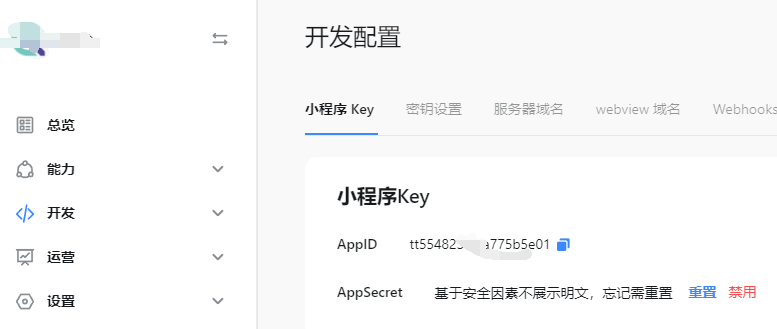 开发配置
小程序 Key 密钥设置 服务器域名 webview 域名 Webhooks
总览
能力
开发
运营
设置
小程序Key
AppID tt55482 a775b5e01
AppSecret 基于安全因素不展示明文，忘记需重置 重置 禁用